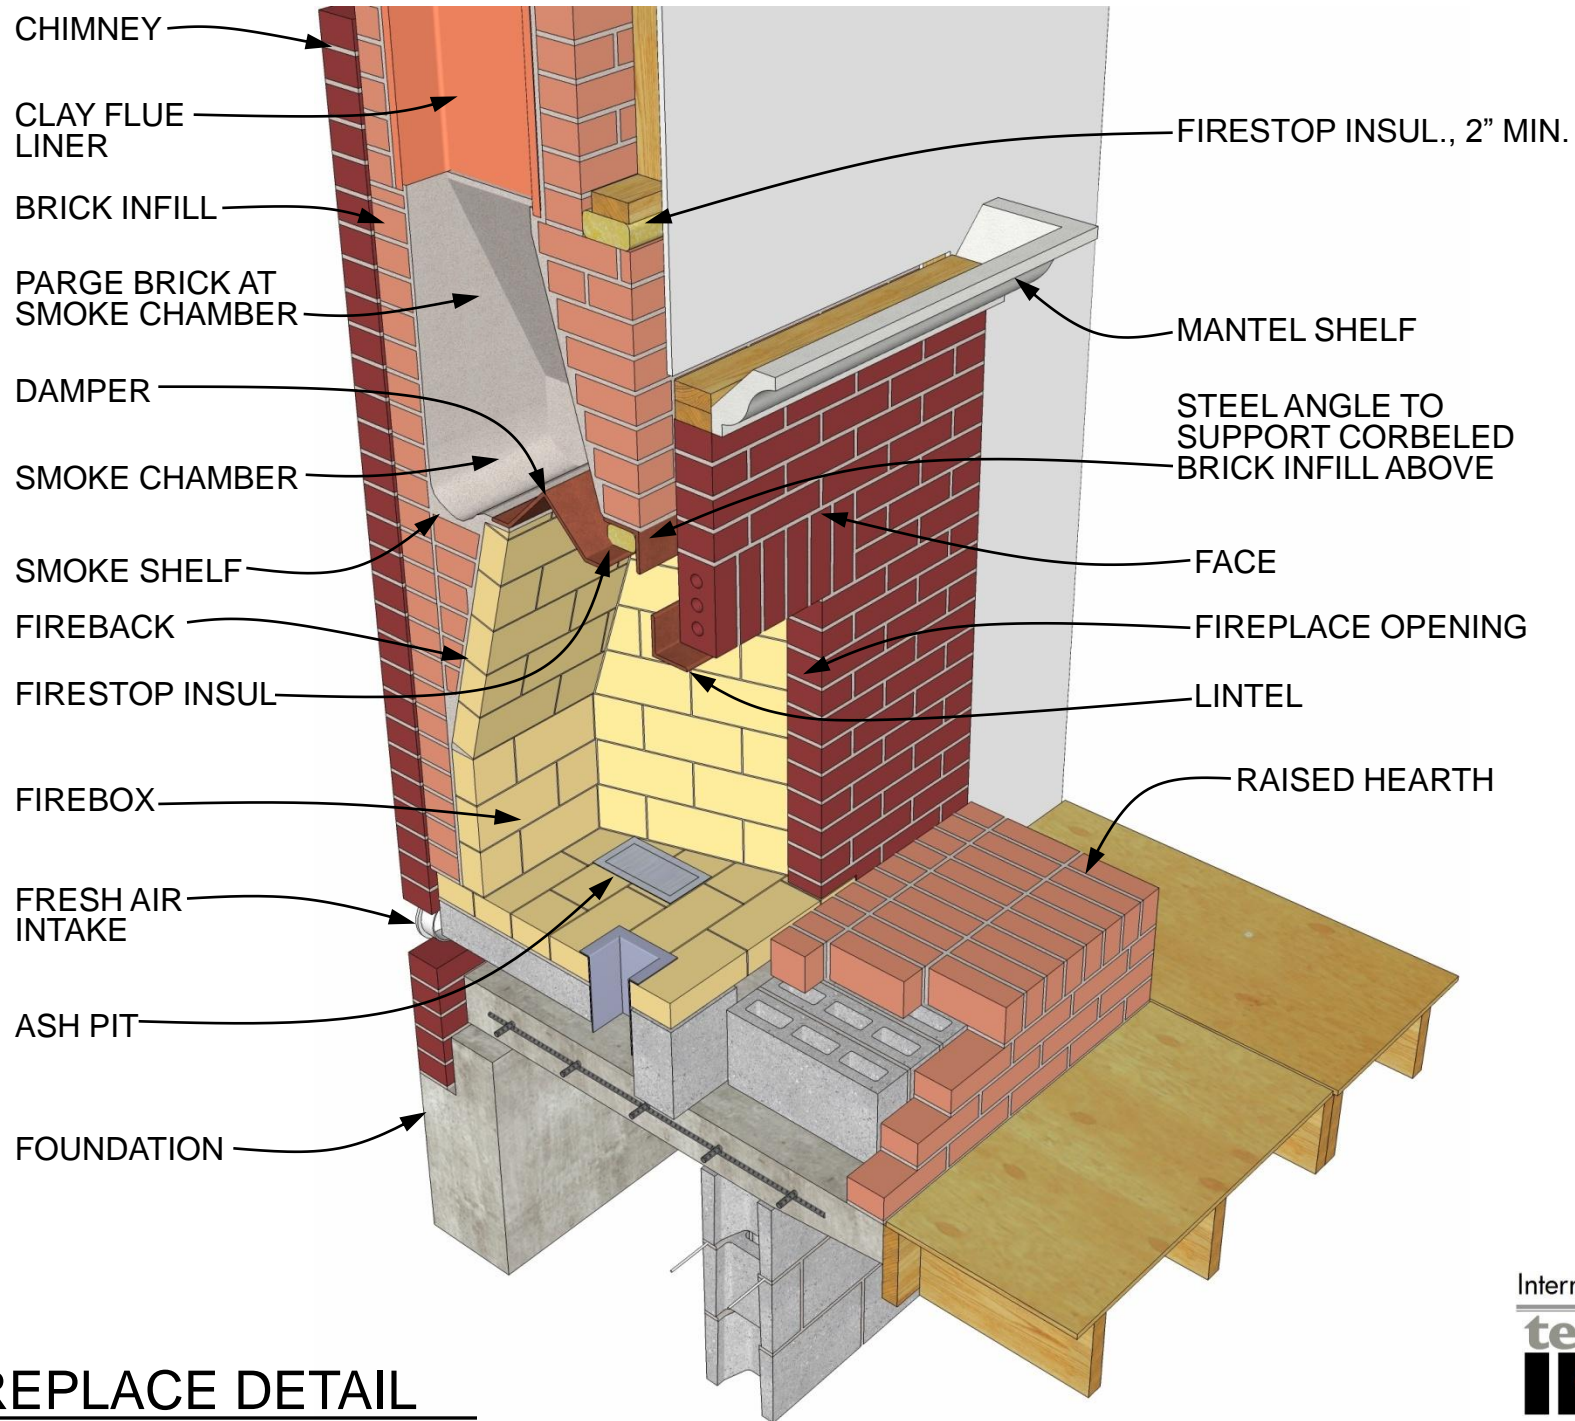 CHIMNEY
CLAY FLUE
LINER
BRICK INFILL
PARGE BRICK AT
SMOKE CHAMBER
DAMPER
SMOKE CHAMBER
SMOKE SHELF
FIREBACK
FIRESTOP INSUL
FIREBOX
FRESH AIR
INTAKE
ASH PIT
FOUNDATION
FIRESTOP INSUL., 2” MIN.
MANTEL SHELF
STEEL ANGLE TO
SUPPORT CORBELED
BRICK INFILL ABOVE
FACE
FIREPLACE OPENING
LINTEL
RAISED HEARTH
REPLACE DETAIL
Intern
te